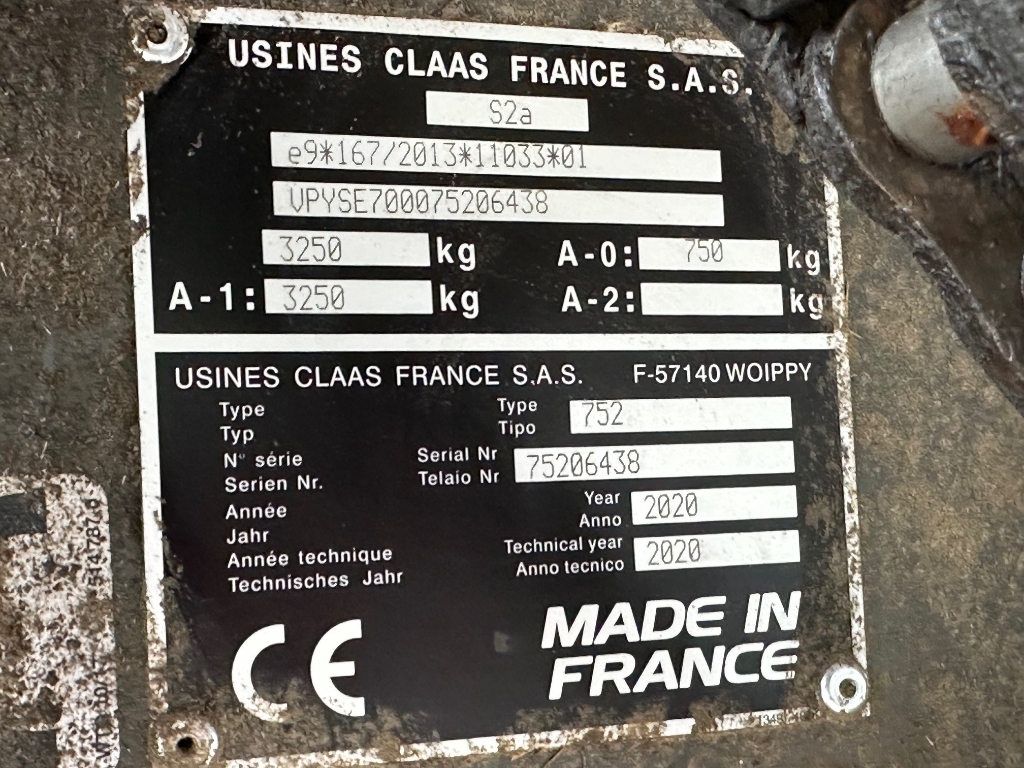 USINES CLAAS FRANCE S.A.S.
S2a
e9*167/2013*11033*01
VPYSE700075206438
3250 kg A-0: 750 kg
A-1: 3250 kg A-2: kg
USINES CLAAS FRANCE S.A.S. F-57140 WOIPPY
Type Type 752
Typ Tipo
N° série Serial Nr 75206438
Serien Nr. Telaio Nr
Année Year 2020
Jahr Anno
Année technique Technical year 2020
Technisches Jahr Anno tecnico
CE
MADE IN
FRANCE